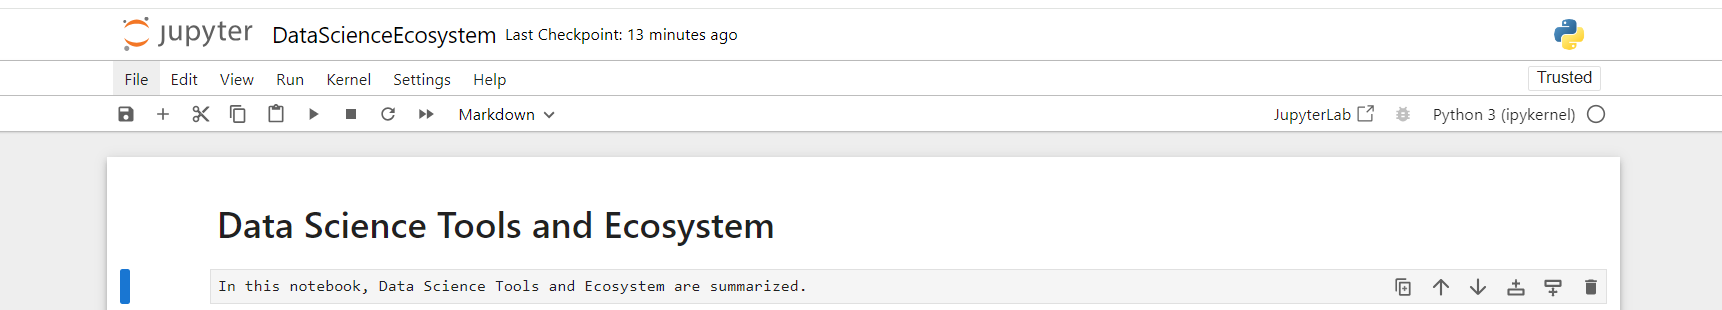 jupyter DataScienceEcosystem Last Checkpoint: 13 minutes ago
File Edit View Run Kernel Settings Help Trusted
Markdown JupyterLab Python 3 (ipykernel)
Data Science Tools and Ecosystem
In this notebook, Data Science Tools and Ecosystem are summarized.